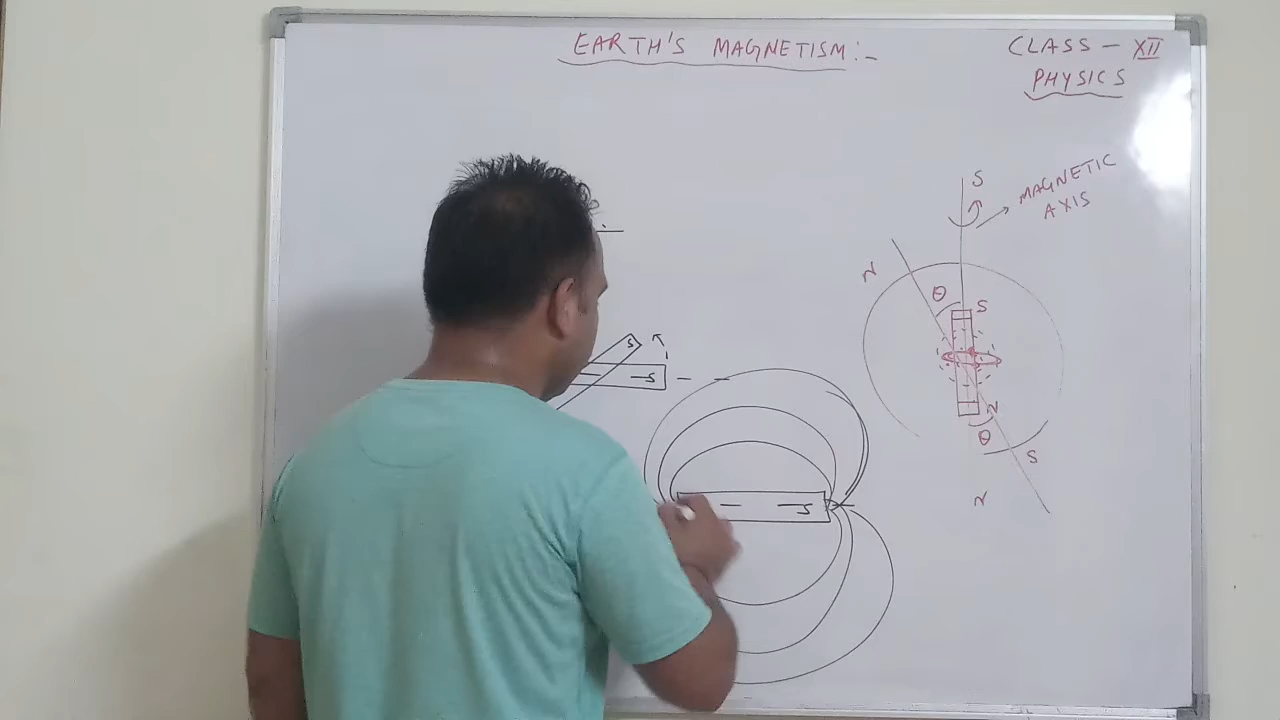 EARTH'S MAGNETISM:-
CLASS - XII
PHYSICS
S
MAGNETIC
AXIS
N
θ
S
S
S
N
θ
S
N
S